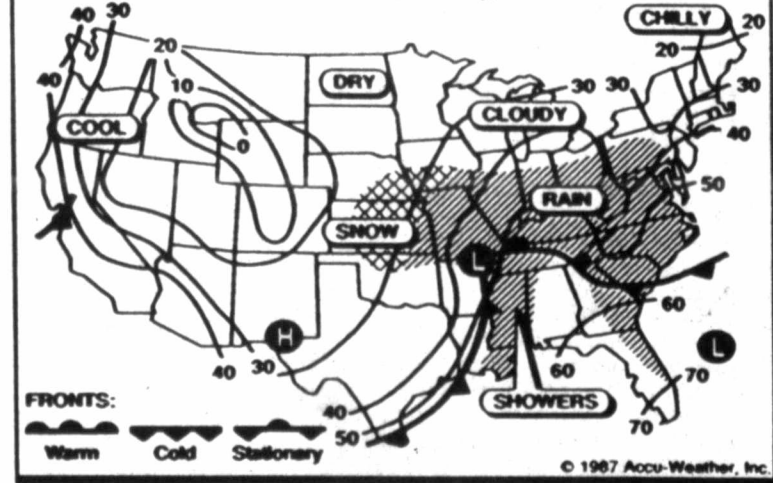 40 30
CHILLY
20
20
20
40
10
DRY
30
30
30
CLOUDY
COOL
0
40
RAIN
50
SNOW
L
H
60
L
40
30
60
70
FRONTS:
40
SHOWERS
50
70
Warm Cold Stationary
© 1987 Accu-Weather, Inc.